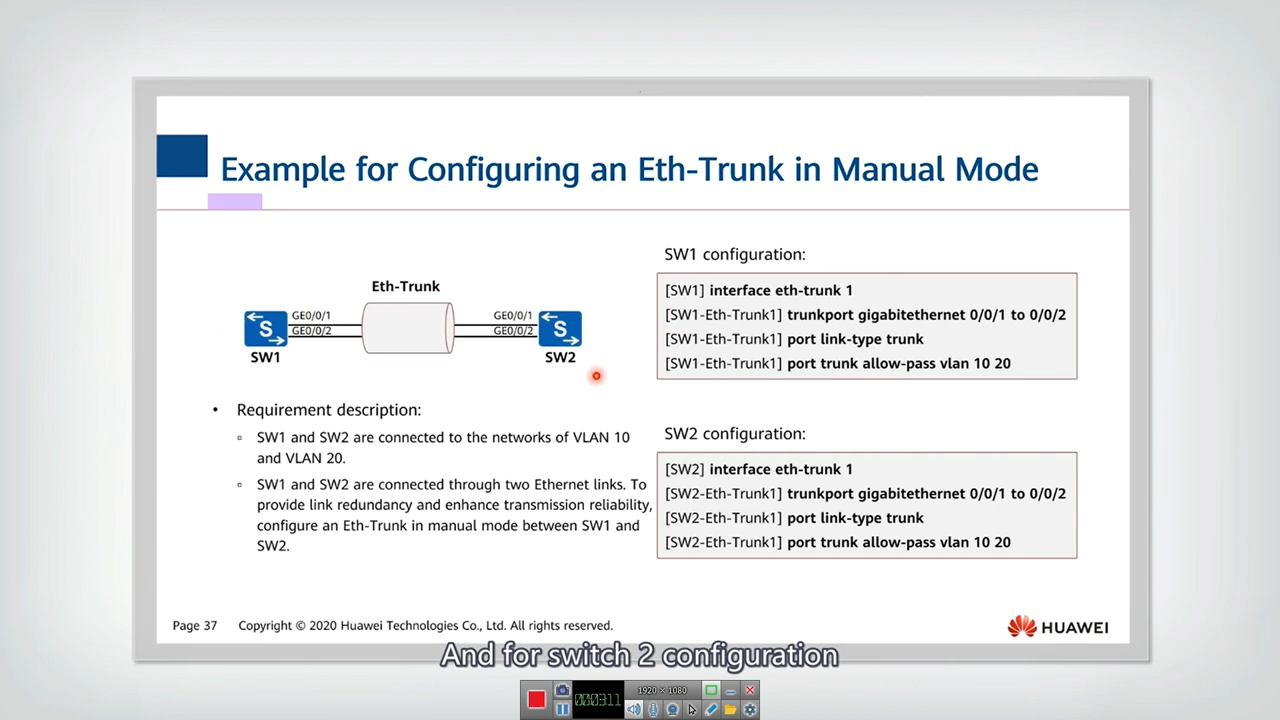 Example for Configuring an Eth-Trunk in Manual Mode
Eth-Trunk
GE0/0/1
GE0/0/2
GE0/0/1
GE0/0/2
S
S
SW1
SW2
• Requirement description:
▫ SW1 and SW2 are connected to the networks of VLAN 10
and VLAN 20.
▫ SW1 and SW2 are connected through two Ethernet links. To
provide link redundancy and enhance transmission reliability,
configure an Eth-Trunk in manual mode between SW1 and
SW2.
SW1 configuration:
[SW1] interface eth-trunk 1
[SW1-Eth-Trunk1] trunkport gigabitethernet 0/0/1 to 0/0/2
[SW1-Eth-Trunk1] port link-type trunk
[SW1-Eth-Trunk1] port trunk allow-pass vlan 10 20
SW2 configuration:
[SW2] interface eth-trunk 1
[SW2-Eth-Trunk1] trunkport gigabitethernet 0/0/1 to 0/0/2
[SW2-Eth-Trunk1] port link-type trunk
[SW2-Eth-Trunk1] port trunk allow-pass vlan 10 20
Page 37
Copyright © 2020 Huawei Technologies Co., Ltd. All rights reserved.
HUAWEI
And for switch 2 configuration
000311
1920 × 1080